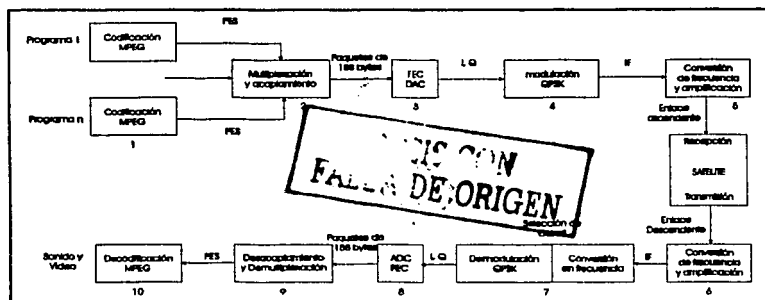 PES
Programa 1
Codificación
MPEG
Multiplexación
y acoplamiento
2
Paquetes de
188 bytes
FEC
DAC
3
I, Q
modulación
QPSK
4
IF
Conversión
de frecuencia
y amplificación
5
Programa n
Codificación
MPEG
1
PES
Enlace
ascendente
Recepción
SATELITE
Transmisión
CON
FALLA DE ORIGEN
Enlace
Descendente
Selección de
Sonido y
Video
Decodificación
MPEG
10
PES
Desacoplamiento
y Demultiplexación
9
Paquetes de
188 bytes
ADC
FEC
8
I, Q
Demodulación
QPSK
Conversión
en frecuencia
7
IF
Conversión
de frecuencia
y amplificación
6